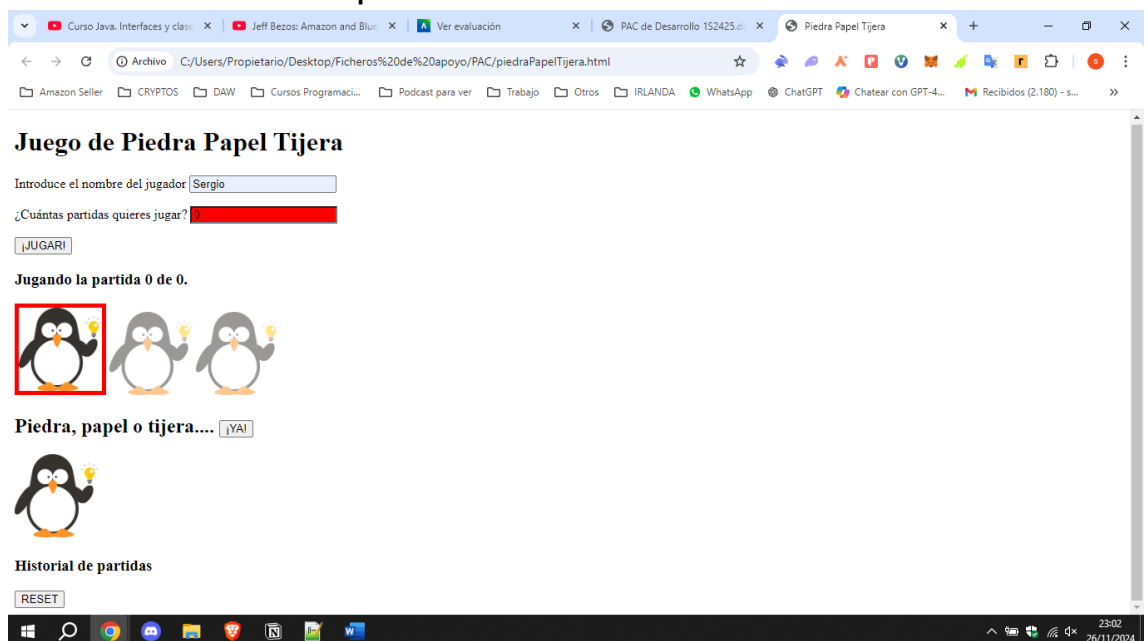 Curso Java. Interfaces y clase
Jeff Bezos: Amazon and Blue
Ver evaluación
PAC de Desarrollo 1S2425.do
Piedra Papel Tijera
Archivo
C:/Users/Propietario/Desktop/Ficheros%20de%20apoyo/PAC/piedraPapelTijera.html
Amazon Seller
CRYPTOS
DAW
Cursos Programaci...
Podcast para ver
Trabajo
Otros
IRLANDA
WhatsApp
ChatGPT
Chatear con GPT-4...
Recibidos (2.180) - s...
Juego de Piedra Papel Tijera
Introduce el nombre del jugador Sergio
¿Cuántas partidas quieres jugar? 0
¡JUGAR!
Jugando la partida 0 de 0.
Piedra, papel o tijera.... ¡YA!
Historial de partidas
RESET
23:02
26/11/2024